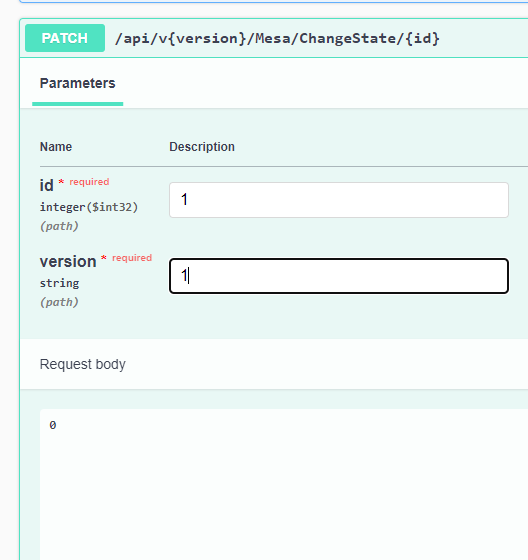 PATCH /api/v{version}/Mesa/ChangeState/{id}
Parameters
Name Description
id * required
integer($int32)
(path)
1
version * required
string
(path)
1
Request body
0